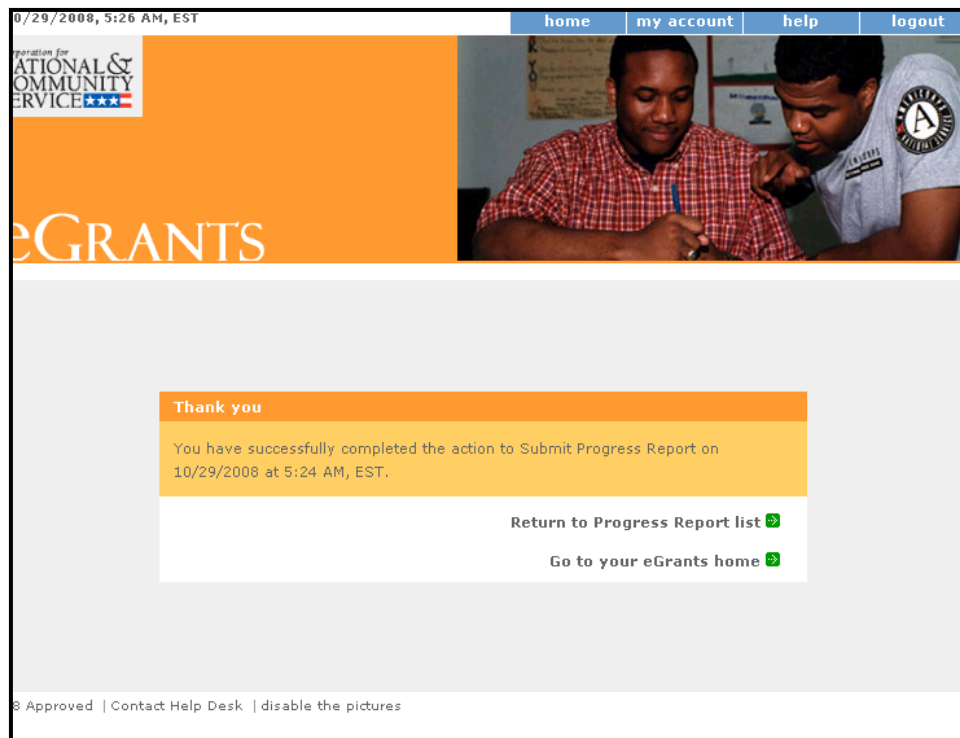 0/29/2008, 5:26 AM, EST
home my account help logout
poration for
ATIONAL&
OMMUNITY
ERVICE
eGRANTS
A
Thank you
You have successfully completed the action to Submit Progress Report on
10/29/2008 at 5:24 AM, EST.
Return to Progress Report list
Go to your eGrants home
8 Approved | Contact Help Desk | disable the pictures